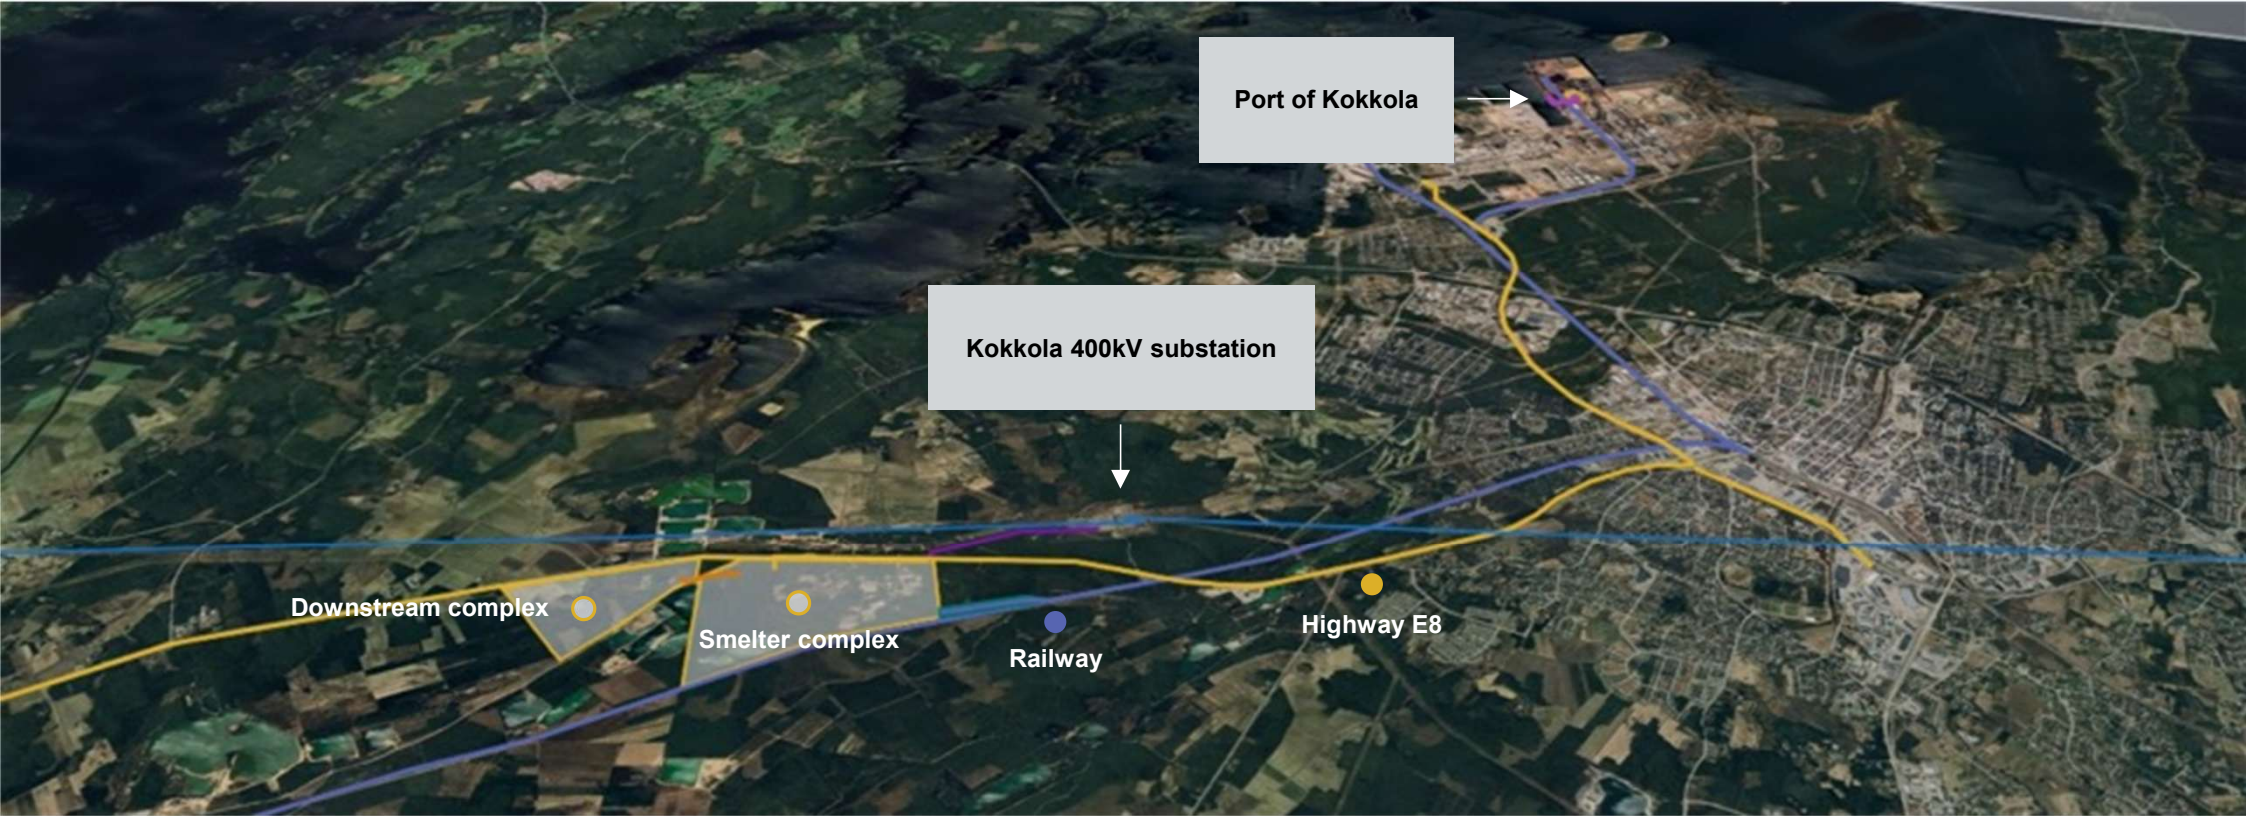 Port of Kokkola
Kokkola 400kV substation
Downstream complex
Smelter complex
Railway
Highway E8